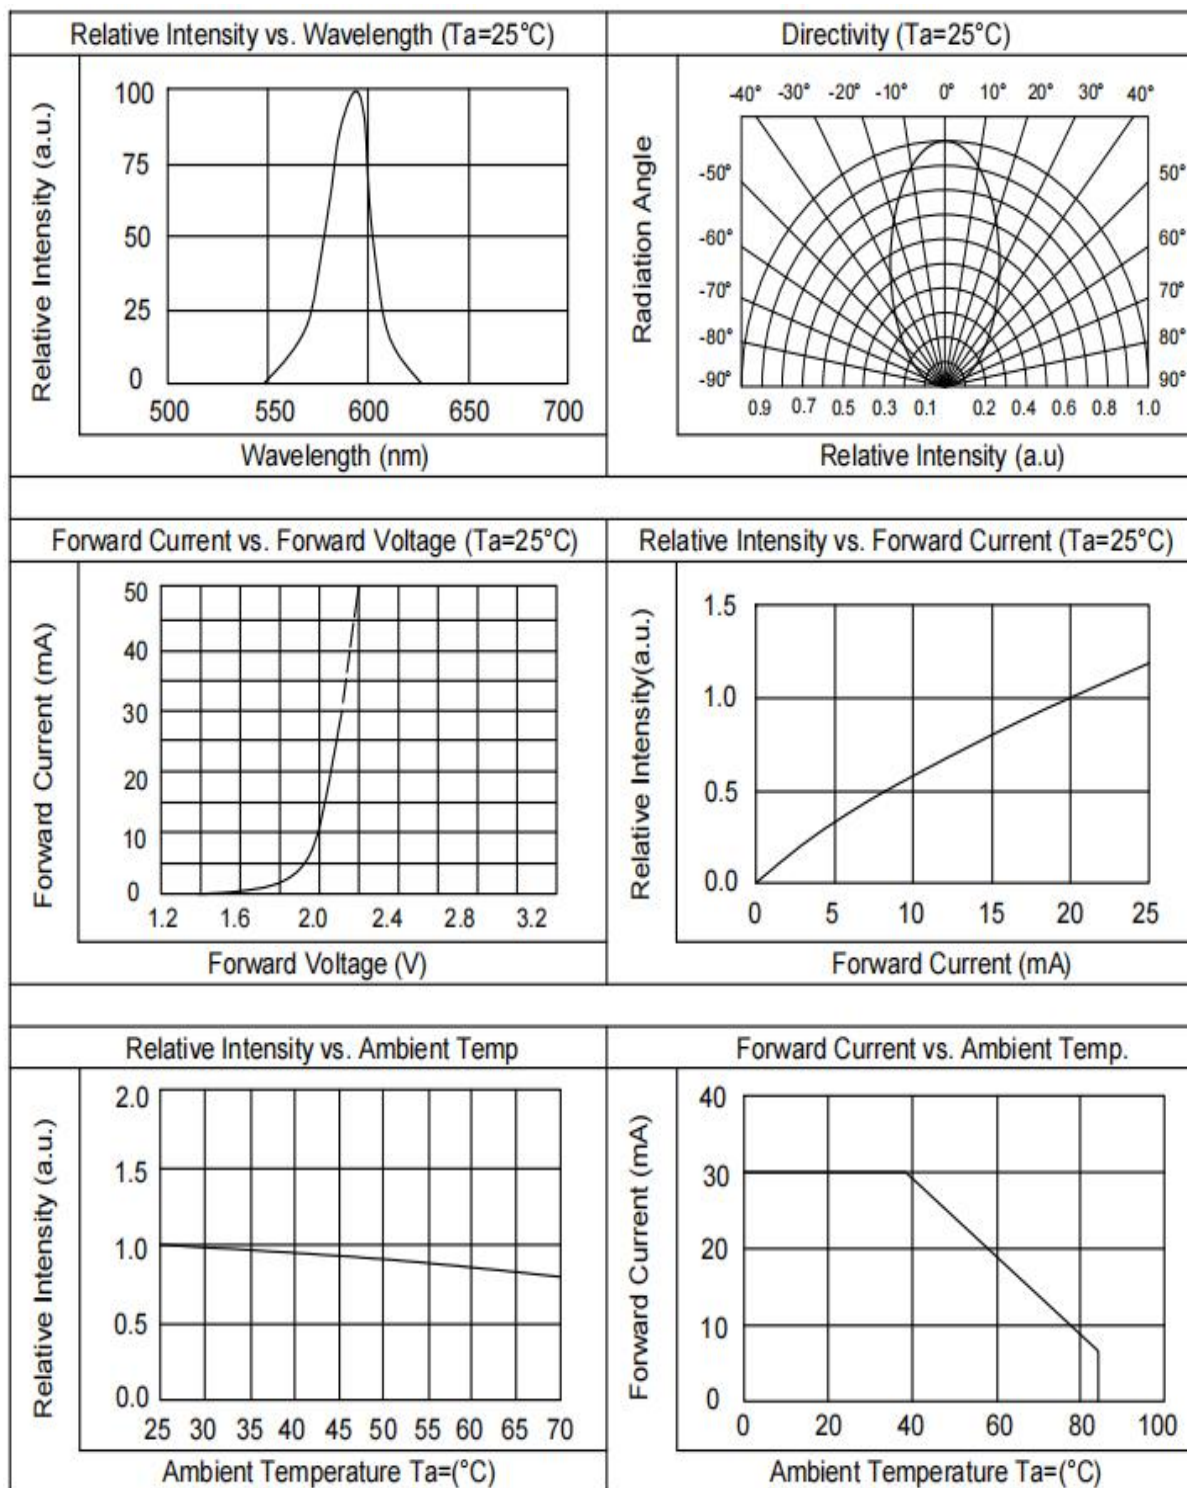 Relative Intensity vs. Wavelength (Ta=25°C)
Relative Intensity (a.u.)
100
75
50
25
0
500 550 600 650 700
Wavelength (nm)
Directivity (Ta=25°C)
Radiation Angle
-40° -30° -20° -10° 0° 10° 20° 30° 40°
-50° 50°
-60° 60°
-70° 70°
-80° 80°
-90° 90°
0.9 0.7 0.5 0.3 0.1 0.2 0.4 0.6 0.8 1.0
Relative Intensity (a.u)
Forward Current vs. Forward Voltage (Ta=25°C)
Forward Current (mA)
50
40
30
20
10
0
1.2 1.6 2.0 2.4 2.8 3.2
Forward Voltage (V)
Relative Intensity vs. Forward Current (Ta=25°C)
Relative Intensity(a.u.)
1.5
1.0
0.5
0.0
0 5 10 15 20 25
Forward Current (mA)
Relative Intensity vs. Ambient Temp
Relative Intensity (a.u.)
2.0
1.5
1.0
0.5
0.0
25 30 35 40 45 50 55 60 65 70
Ambient Temperature Ta=(°C)
Forward Current vs. Ambient Temp.
Forward Current (mA)
40
30
20
10
0
0 20 40 60 80 100
Ambient Temperature Ta=(°C)